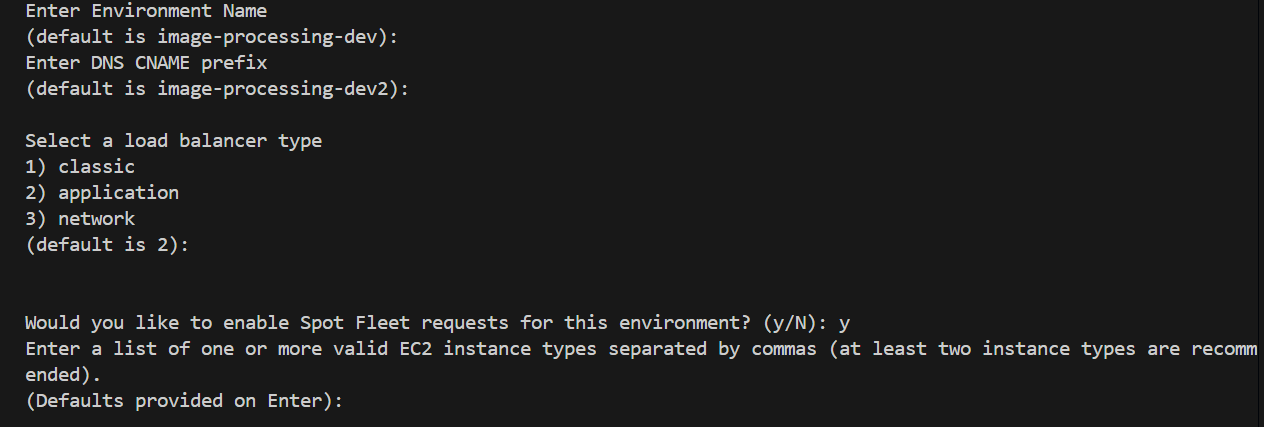 Enter Environment Name
(default is image-processing-dev):
Enter DNS CNAME prefix
(default is image-processing-dev2):
Select a load balancer type
1) classic
2) application
3) network
(default is 2):
Would you like to enable Spot Fleet requests for this environment? (y/N): y
Enter a list of one or more valid EC2 instance types separated by commas (at least two instance types are recomm
ended).
(Defaults provided on Enter):